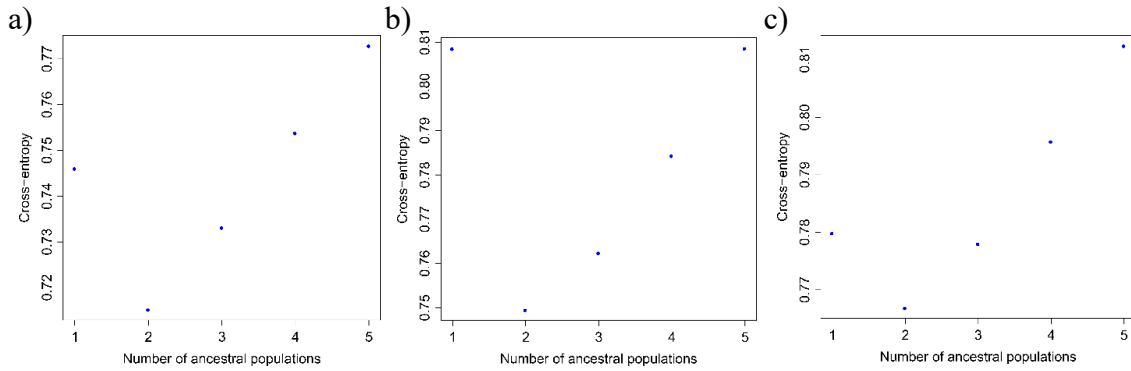 a)
Cross-entropy
0.77
0.76
0.75
0.74
0.73
0.72
1 2 3 4 5
Number of ancestral populations
b)
Cross-entropy
0.81
0.80
0.79
0.78
0.77
0.76
0.75
1 2 3 4 5
Number of ancestral populations
c)
Cross-entropy
0.81
0.80
0.79
0.78
0.77
1 2 3 4 5
Number of ancestral populations